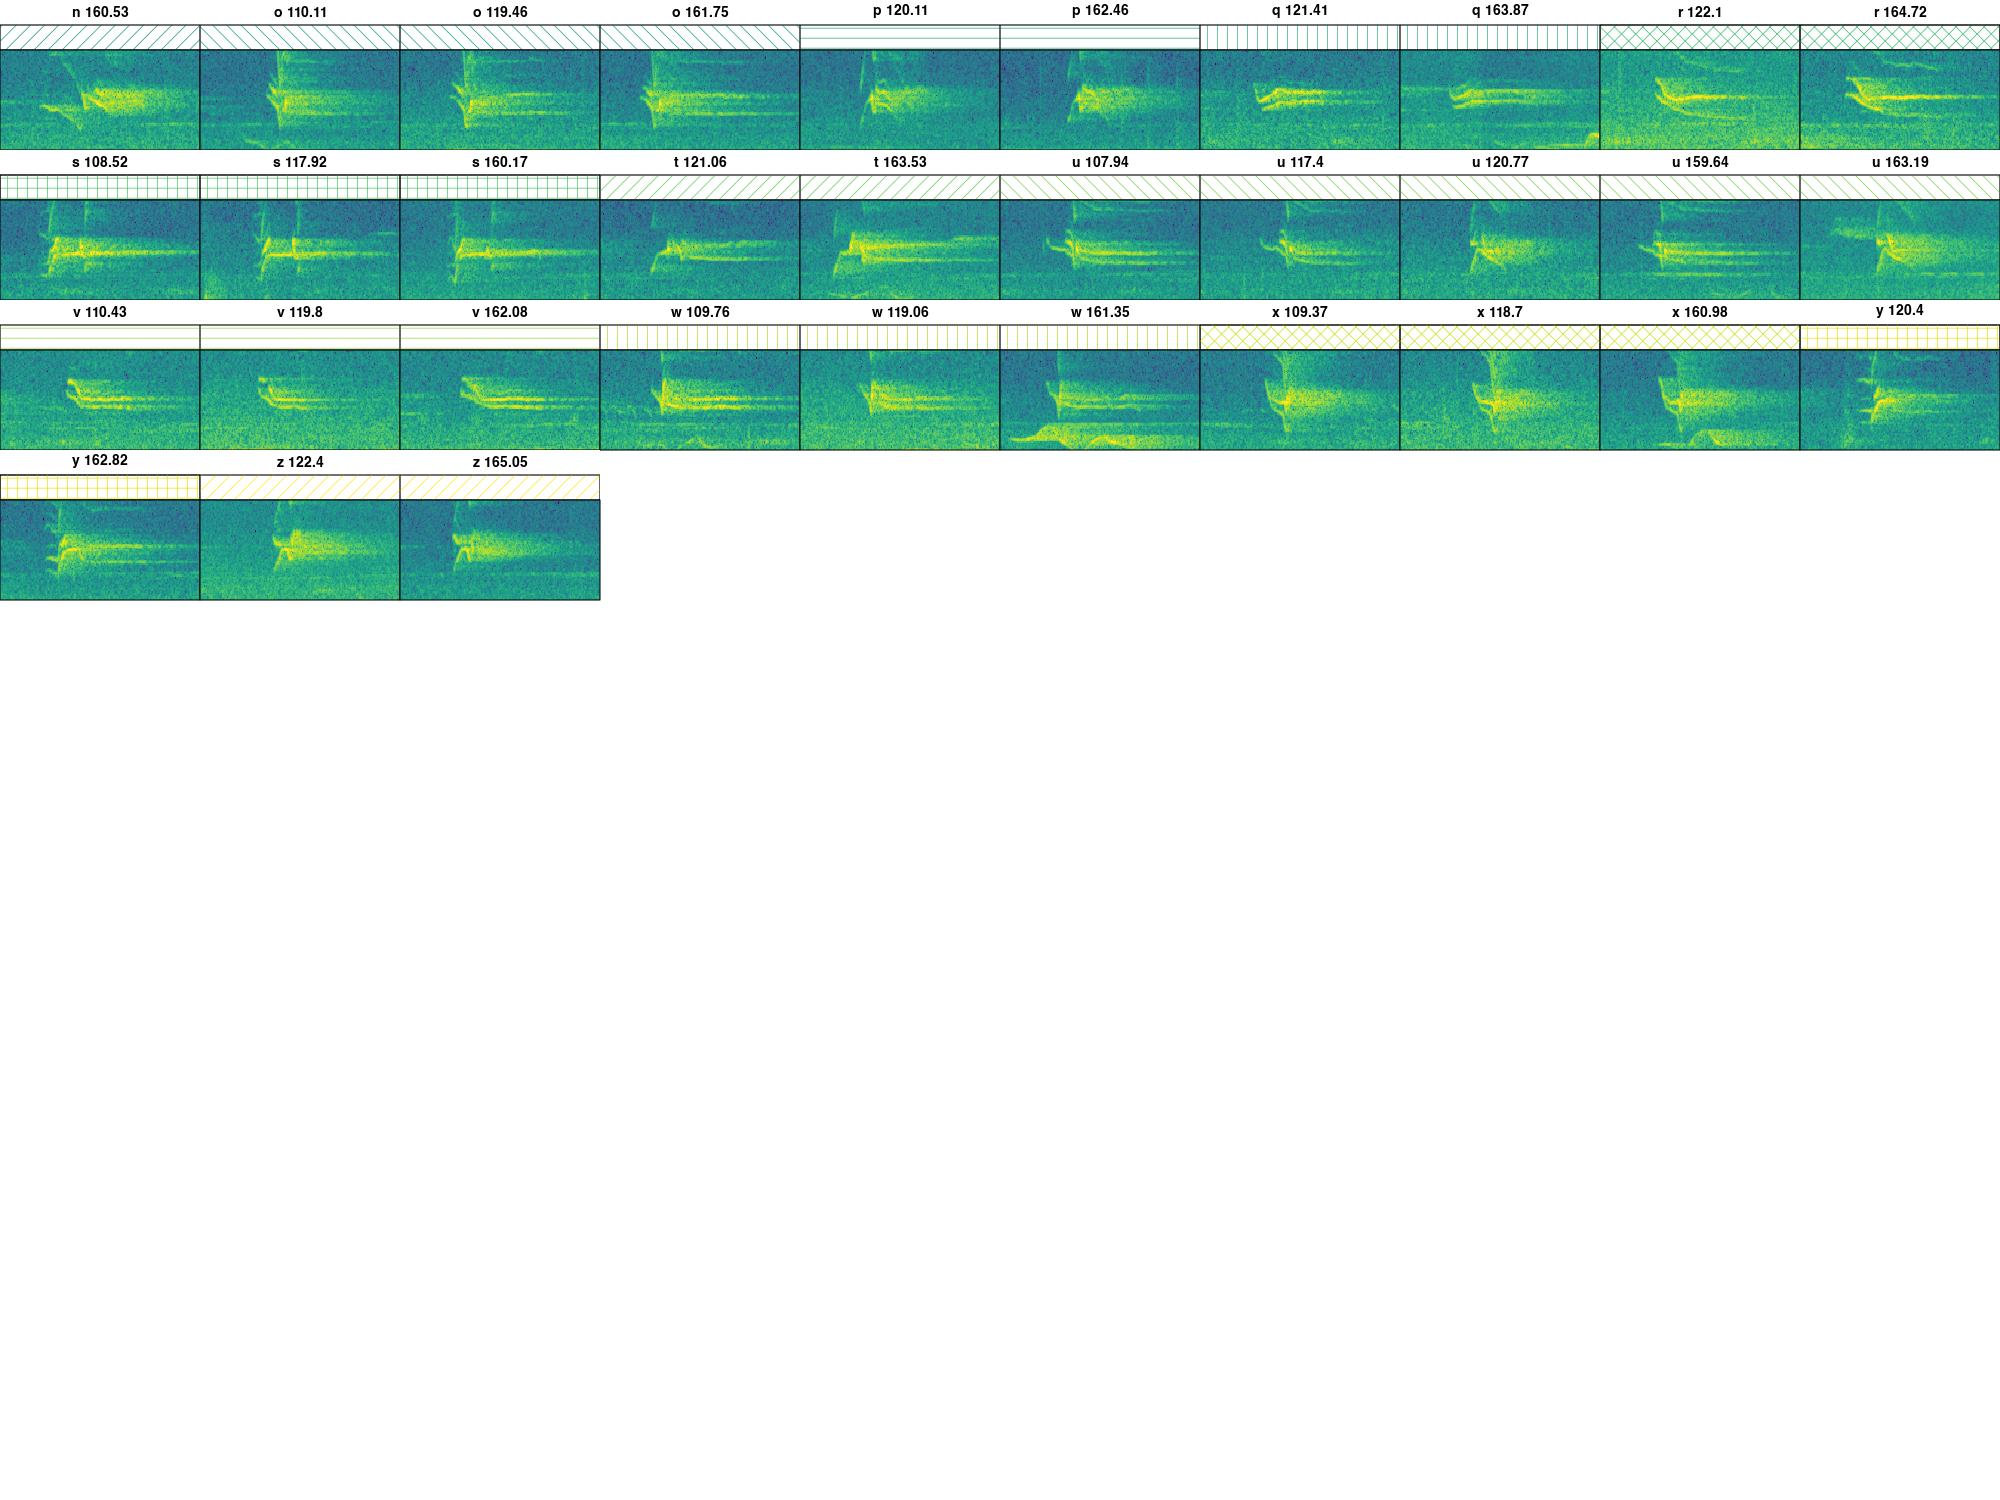 n 160.53 o 110.11 o 119.46 o 161.75 p 120.11 p 162.46 q 121.41 q 163.87 r 122.1 r 164.72
s 108.52 s 117.92 s 160.17 t 121.06 t 163.53 u 107.94 u 117.4 u 120.77 u 159.64 u 163.19
v 110.43 v 119.8 v 162.08 w 109.76 w 119.06 w 161.35 x 109.37 x 118.7 x 160.98 y 120.4
y 162.82 z 122.4 z 165.05